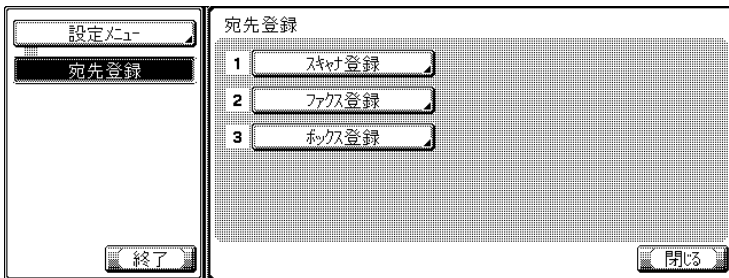 設定ﾒﾆｭｰ
宛先登録
終了
宛先登録
1 ｽｷｬﾅ登録
2 ﾌｧｸｽ登録
3 ﾎﾞｯｸｽ登録
閉じる